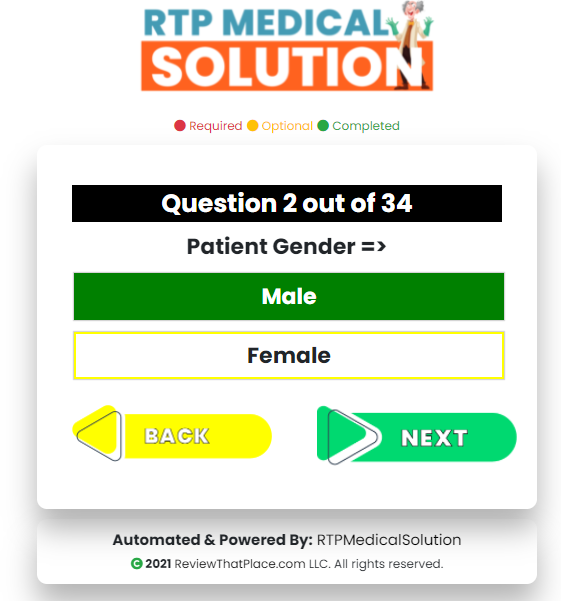 RTP MEDICAL
SOLUTION
Required Optional Completed
Question 2 out of 34
Patient Gender =>
Male
Female
BACK NEXT
Automated & Powered By: RTPMedicalSolution
© 2021 ReviewThatPlace.com LLC. All rights reserved.